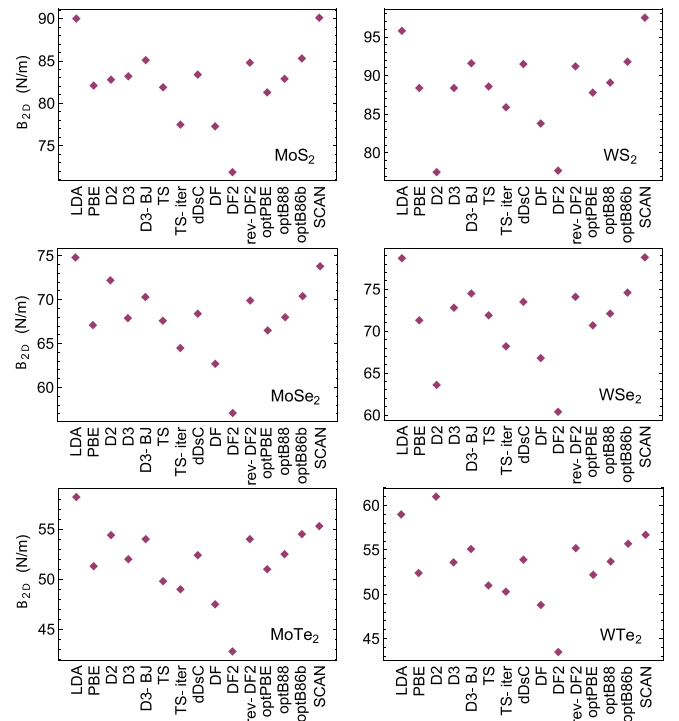 90
85
80
75
B2D (N/m)
MoS2
LDA
PBE
D2
D3
D3- BJ
TS
TS- iter
dDsC
DF
DF2
rev- DF2
optPBE
optB88
optB86b
SCAN
95
90
85
80
WS2
LDA
PBE
D2
D3
D3- BJ
TS
TS- iter
dDsC
DF
DF2
rev- DF2
optPBE
optB88
optB86b
SCAN
75
70
65
60
B2D (N/m)
MoSe2
LDA
PBE
D2
D3
D3- BJ
TS
TS- iter
dDsC
DF
DF2
rev- DF2
optPBE
optB88
optB86b
SCAN
75
70
65
60
WSe2
LDA
PBE
D2
D3
D3- BJ
TS
TS- iter
dDsC
DF
DF2
rev- DF2
optPBE
optB88
optB86b
SCAN
55
50
45
B2D (N/m)
MoTe2
LDA
PBE
D2
D3
D3- BJ
TS
TS- iter
dDsC
DF
DF2
rev- DF2
optPBE
optB88
optB86b
SCAN
60
55
50
45
WTe2
LDA
PBE
D2
D3
D3- BJ
TS
TS- iter
dDsC
DF
DF2
rev- DF2
optPBE
optB88
optB86b
SCAN